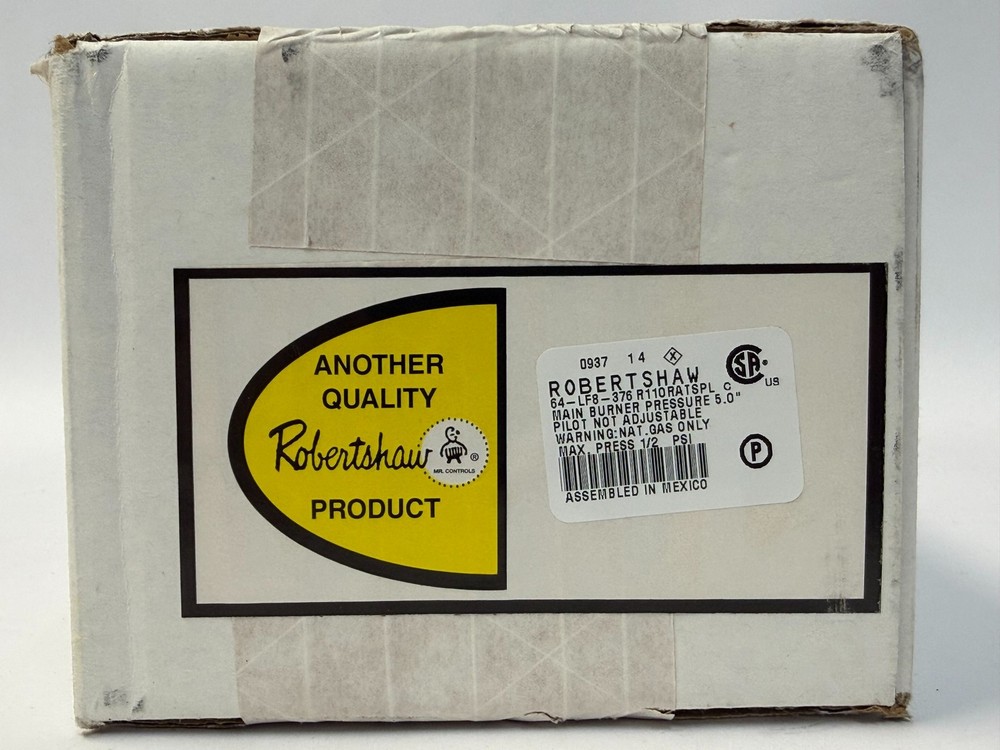 ANOTHER
QUALITY
Robertshaw
MR. CONTROLS
®
PRODUCT
0937 14 X
ROBERTSHAW
64-LF8-376 R110RATSPL C
MAIN BURNER PRESSURE 5.0"
PILOT NOT ADJUSTABLE
WARNING:NAT.GAS ONLY
MAX. PRESS 1/2 PSI
ASSEMBLED IN MEXICO
SA®
US
P